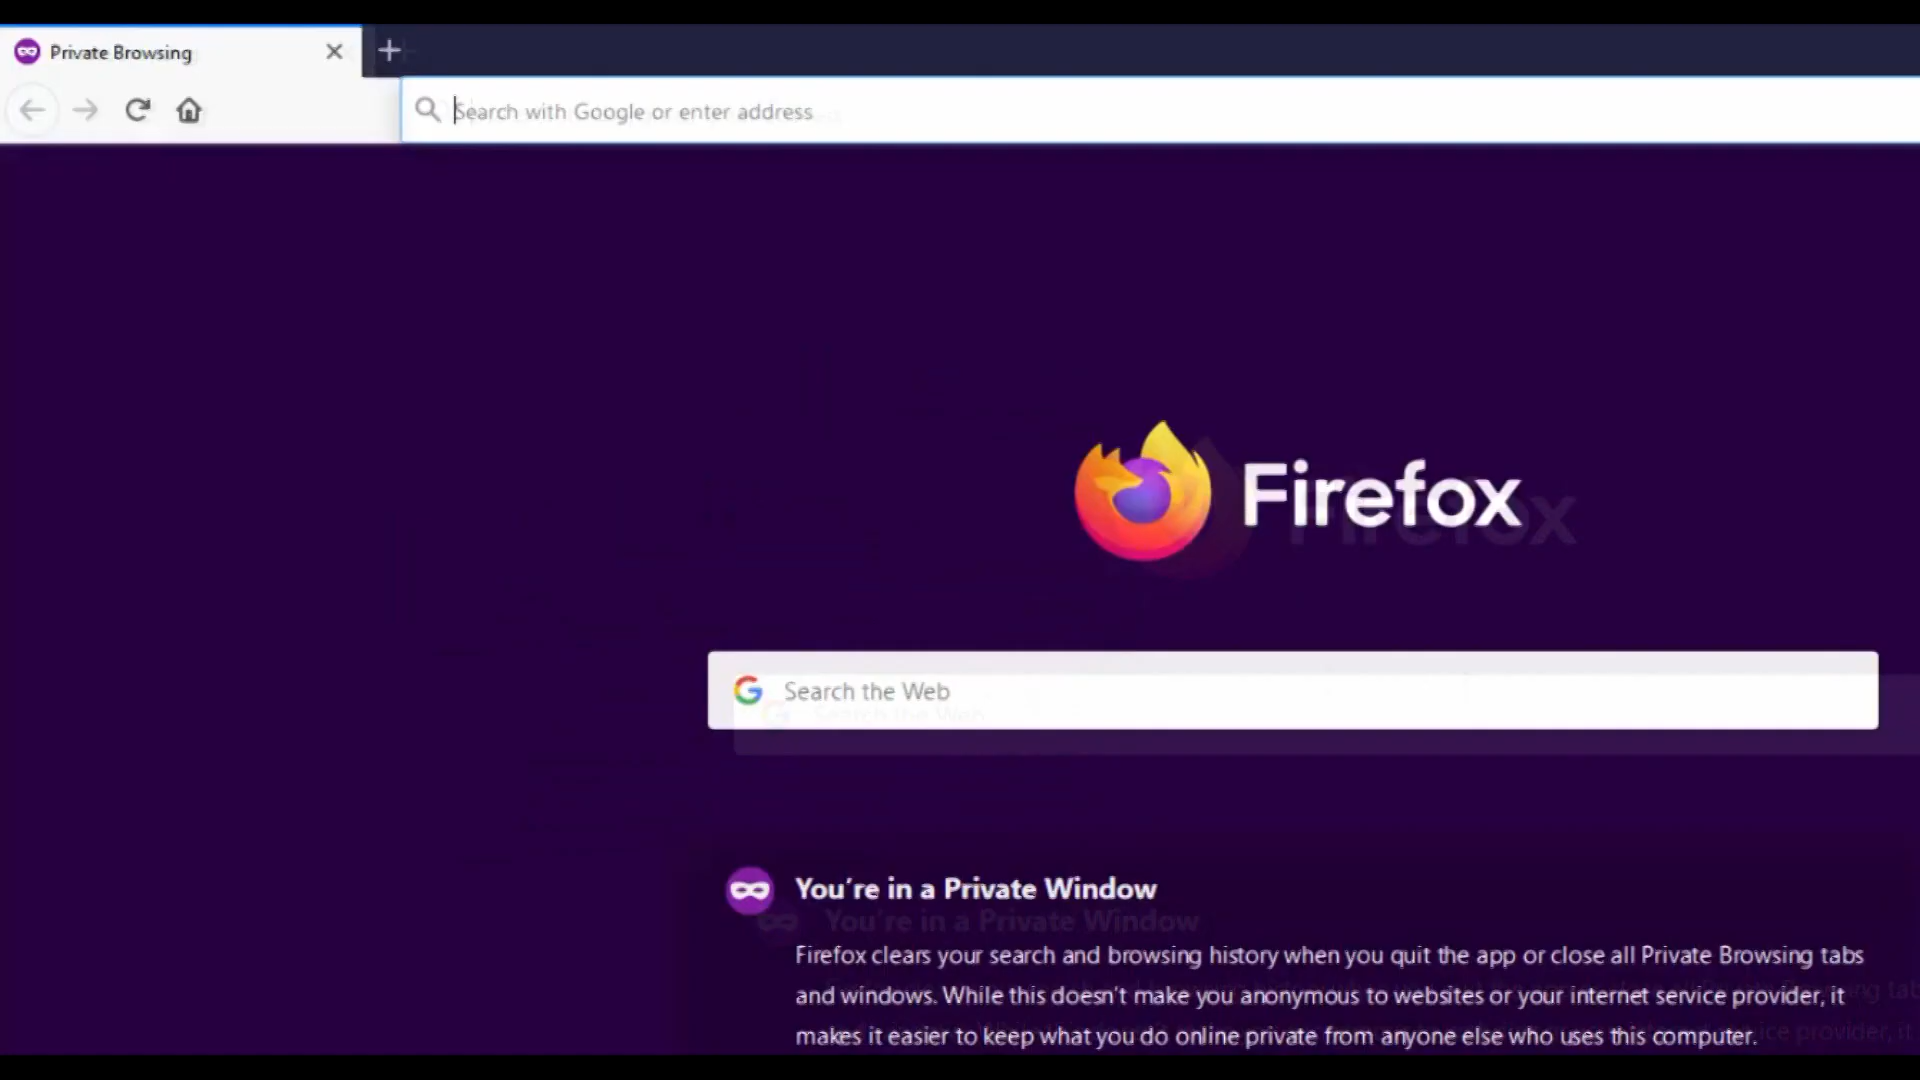 Private Browsing
Search with Google or enter address
Firefox
Search the Web
You're in a Private Window
Firefox clears your search and browsing history when you quit the app or close all Private Browsing tabs
and windows. While this doesn't make you anonymous to websites or your internet service provider, it
makes it easier to keep what you do online private from anyone else who uses this computer.